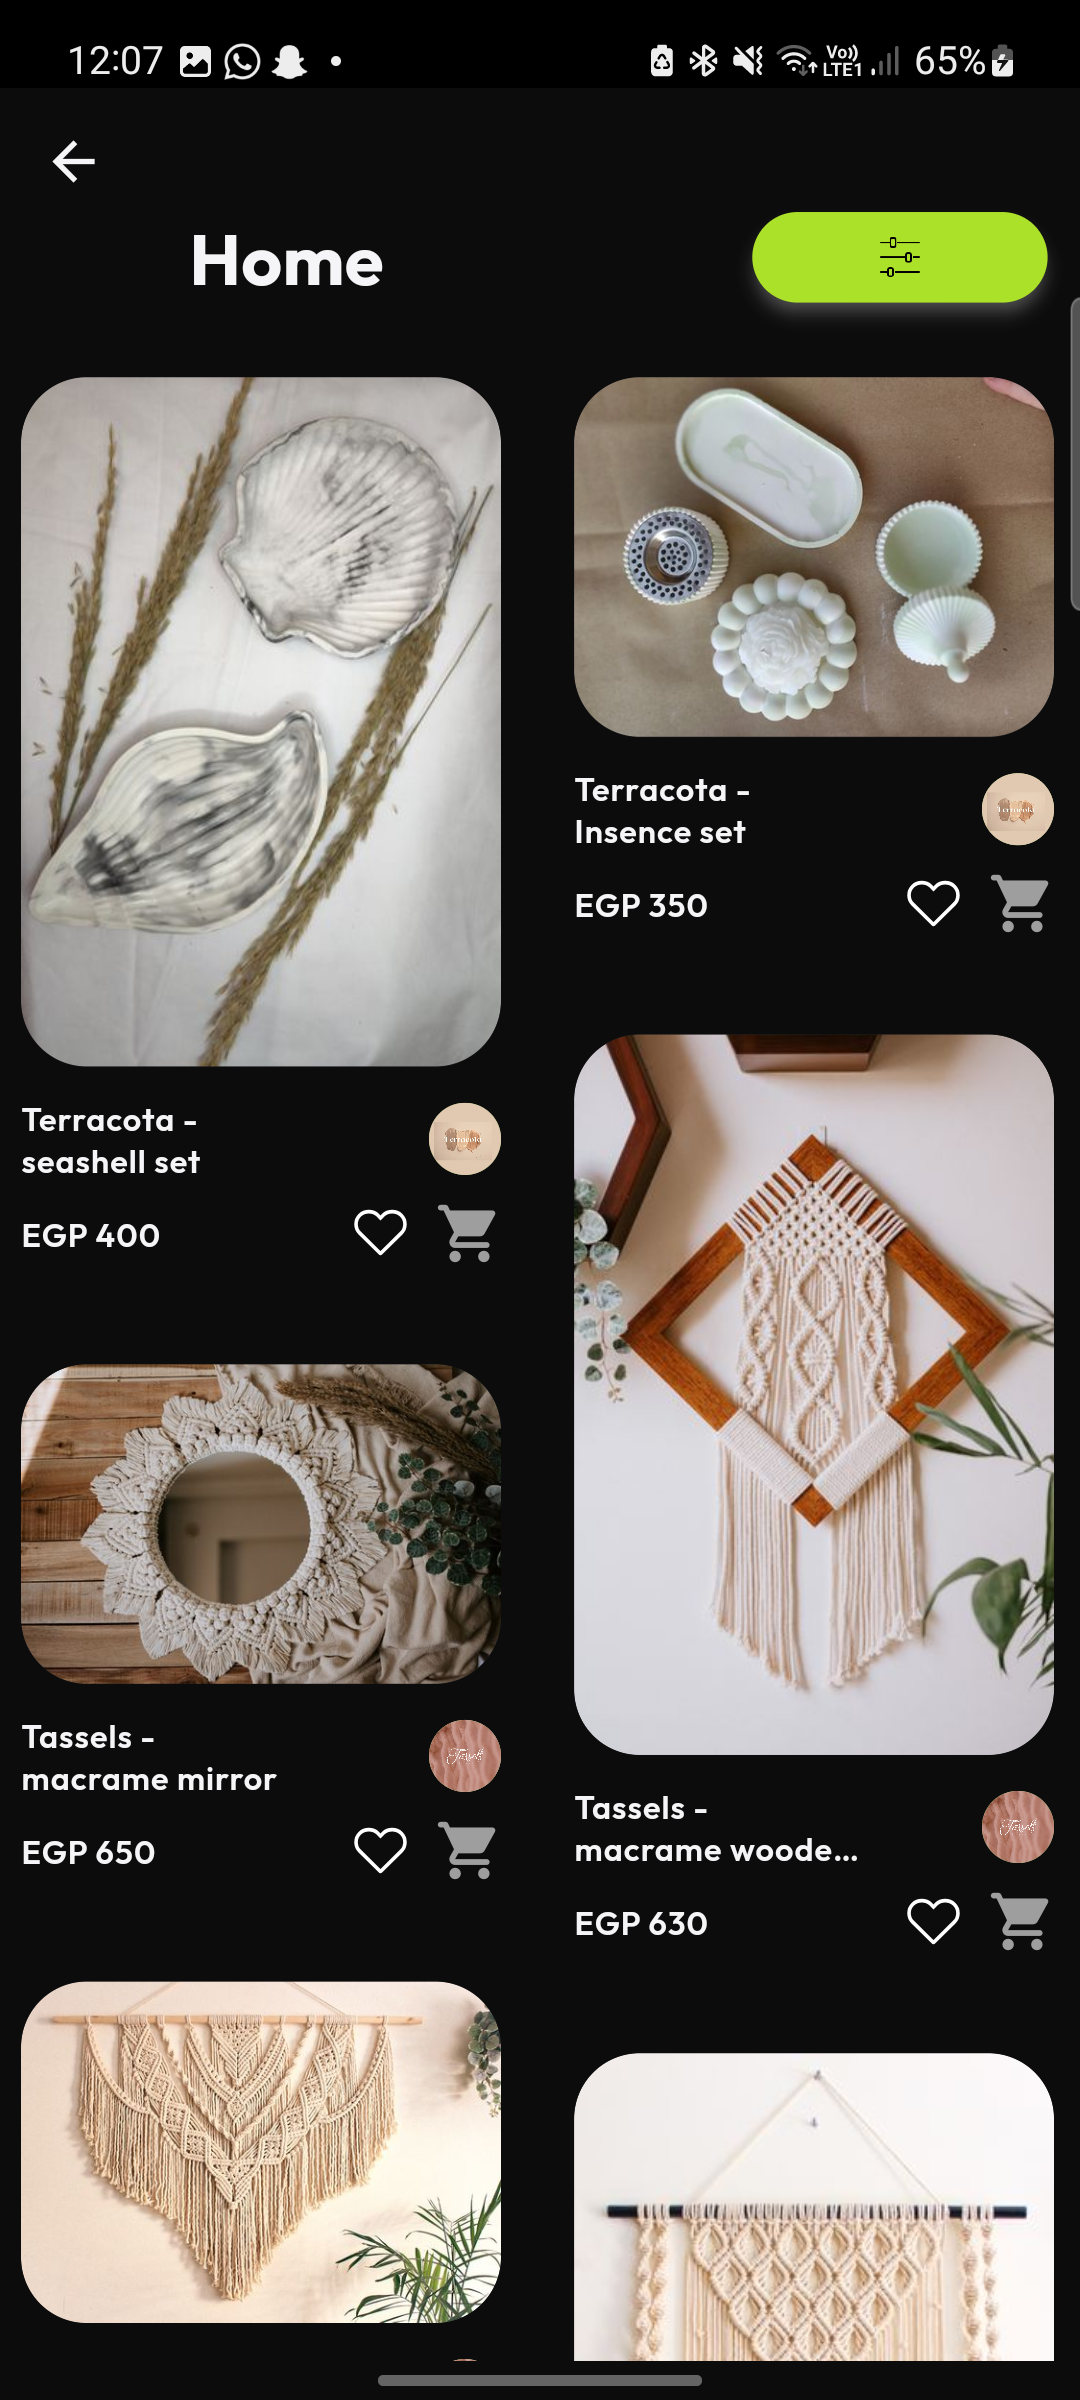 12:07
Vo))
LTE1
65%
Home
Terracota -
seashell set
EGP 400
Terracota -
Insence set
EGP 350
Tassels -
macrame mirror
EGP 650
Tassels -
macrame woode...
EGP 630